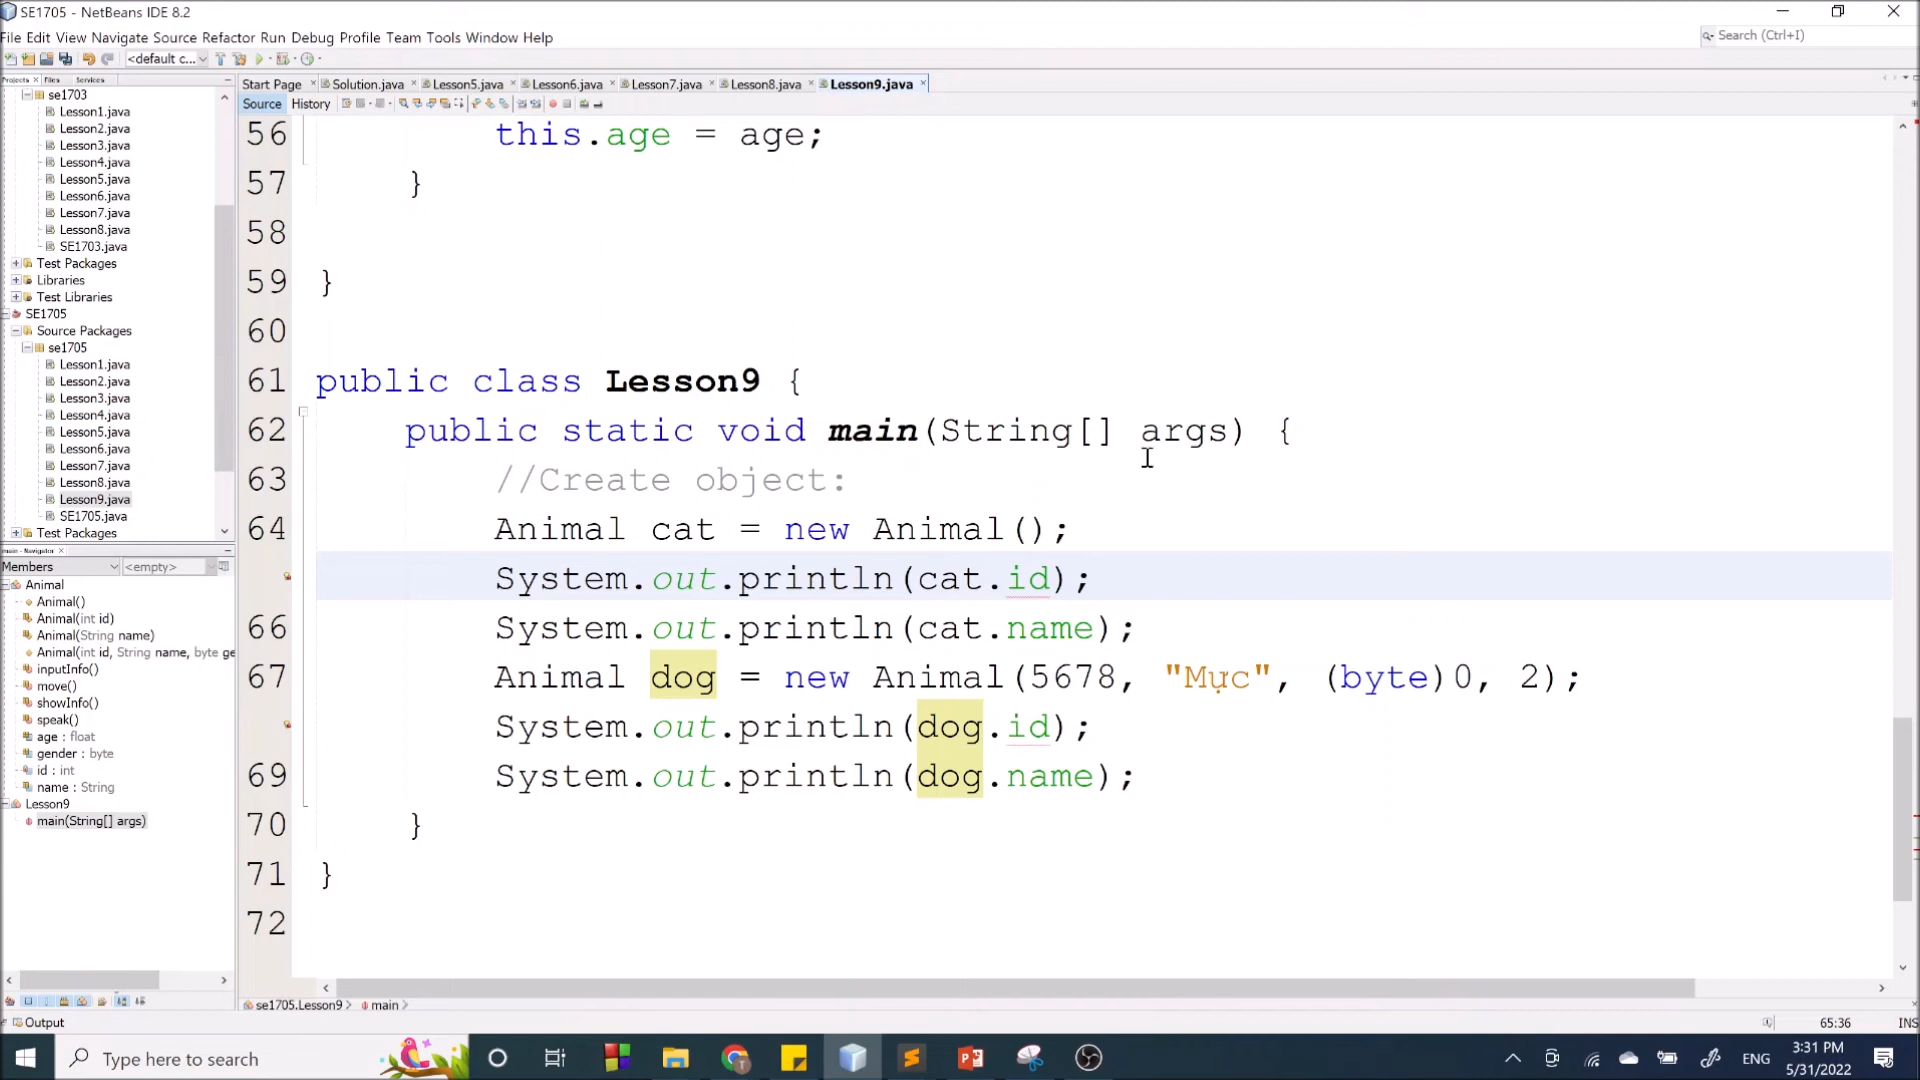 SE1705 - NetBeans IDE 8.2
File Edit View Navigate Source Refactor Run Debug Profile Team Tools Window Help
Search (Ctrl+I)
<default c...
Projects Files Services
Start Page Solution.java Lesson5.java Lesson6.java Lesson7.java Lesson8.java Lesson9.java
Source History
se1703
Lesson1.java
Lesson2.java
Lesson3.java
Lesson4.java
Lesson5.java
Lesson6.java
Lesson7.java
Lesson8.java
SE1703.java
Test Packages
Libraries
Test Libraries
SE1705
Source Packages
se1705
Lesson1.java
Lesson2.java
Lesson3.java
Lesson4.java
Lesson5.java
Lesson6.java
Lesson7.java
Lesson8.java
Lesson9.java
SE1705.java
Test Packages
main - Navigator
Members <empty>
Animal
Animal()
Animal(int id)
Animal(String name)
Animal(int id, String name, byte ge
inputInfo()
move()
showInfo()
speak()
age : float
gender : byte
id : int
name : String
Lesson9
main(String[] args)
56 this.age = age;
57 }
58
59 }
60
61 public class Lesson9 {
62 public static void main(String[] args) {
63 //Create object:
64 Animal cat = new Animal();
System.out.println(cat.id);
66 System.out.println(cat.name);
67 Animal dog = new Animal(5678, "Mực", (byte)0, 2);
System.out.println(dog.id);
69 System.out.println(dog.name);
70 }
71 }
72
se1705.Lesson9 main
Output
65:36 INS
Type here to search
ENG
3:31 PM
5/31/2022